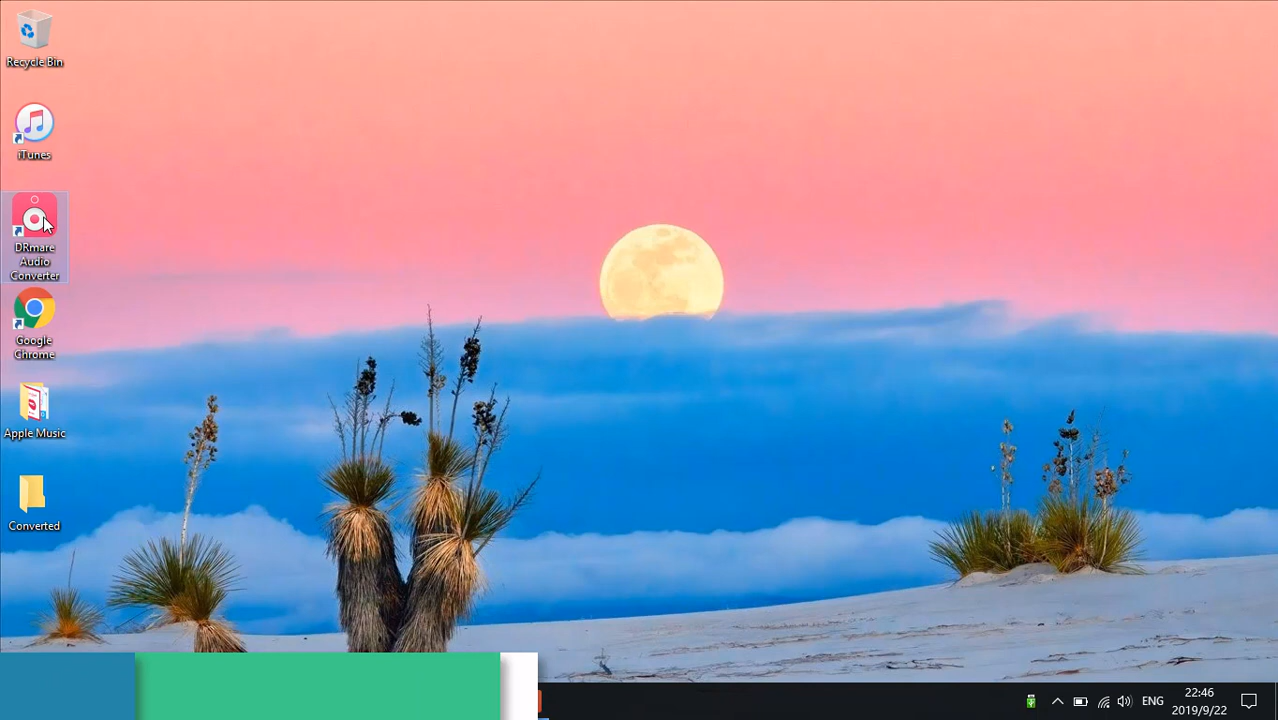 Recycle Bin
iTunes
DRmare
Audio
Converter
Google
Chrome
Apple Music
Converted
ENG
22:46
2019/9/22